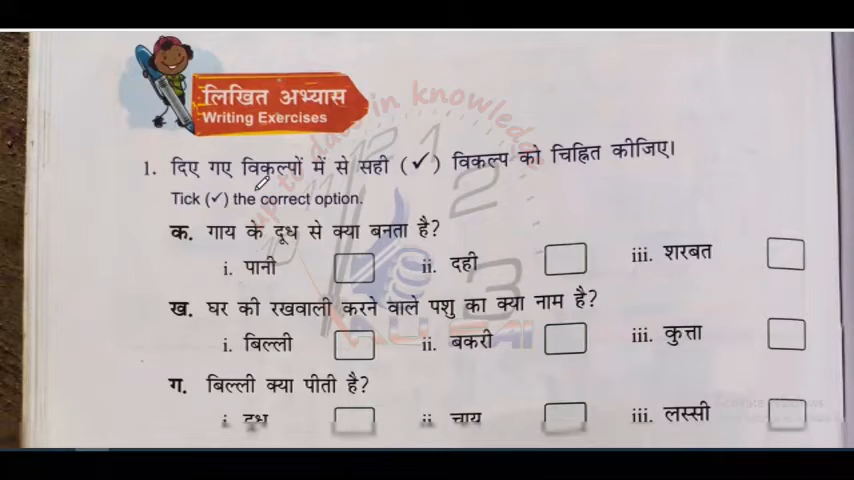 लिखित अभ्यास
Writing Exercises
1. दिए गए विकल्पों में से सही (✓) विकल्प को चिह्नित कीजिए।
Tick (✓) the correct option.
क. गाय के दूध से क्या बनता है?
i. पानी ii. दही iii. शरबत
ख. घर की रखवाली करने वाले पशु का क्या नाम है?
i. बिल्ली ii. बकरी iii. कुत्ता
ग. बिल्ली क्या पीती है?
i. दूध ii. चाय iii. लस्सी